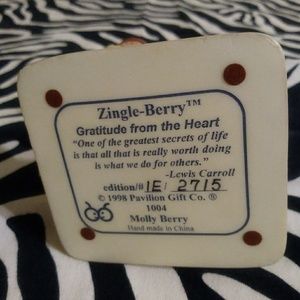 Zingle-Berry™
Gratitude from the Heart
"One of the greatest secrets of life
is that all that is really worth doing
is what we do for others."
-Lewis Carroll
edition/# 1E/ 2715
© 1998 Pavilion Gift Co. ®
1004
Molly Berry
Hand made in China